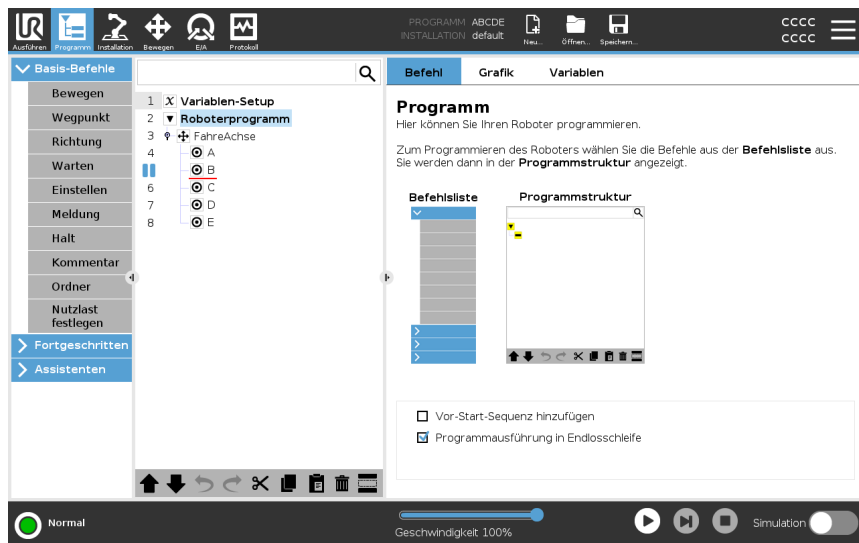 PROGRAMM ABCDE
INSTALLATION default
CCCC
CCCC
Ausführen
Programm
Installation
Bewegen
E/A
Protokoll
Neu...
Öffnen...
Speichern...
Basis-Befehle
Bewegen
Wegpunkt
Richtung
Warten
Einstellen
Meldung
Halt
Kommentar
Ordner
Nutzlast
festlegen
Fortgeschritten
Assistenten
1 X Variablen-Setup
2 Roboterprogramm
3 FahreAchse
4 A
B
6 C
7 D
8 E
Befehl
Grafik
Variablen
Programm
Hier können Sie Ihren Roboter programmieren.
Zum Programmieren des Roboters wählen Sie die Befehle aus der Befehlsliste aus.
Sie werden dann in der Programmstruktur angezeigt.
Befehlsliste
Programmstruktur
Vor-Start-Sequenz hinzufügen
Programmausführung in Endlosschleife
Normal
Geschwindigkeit 100%
Simulation